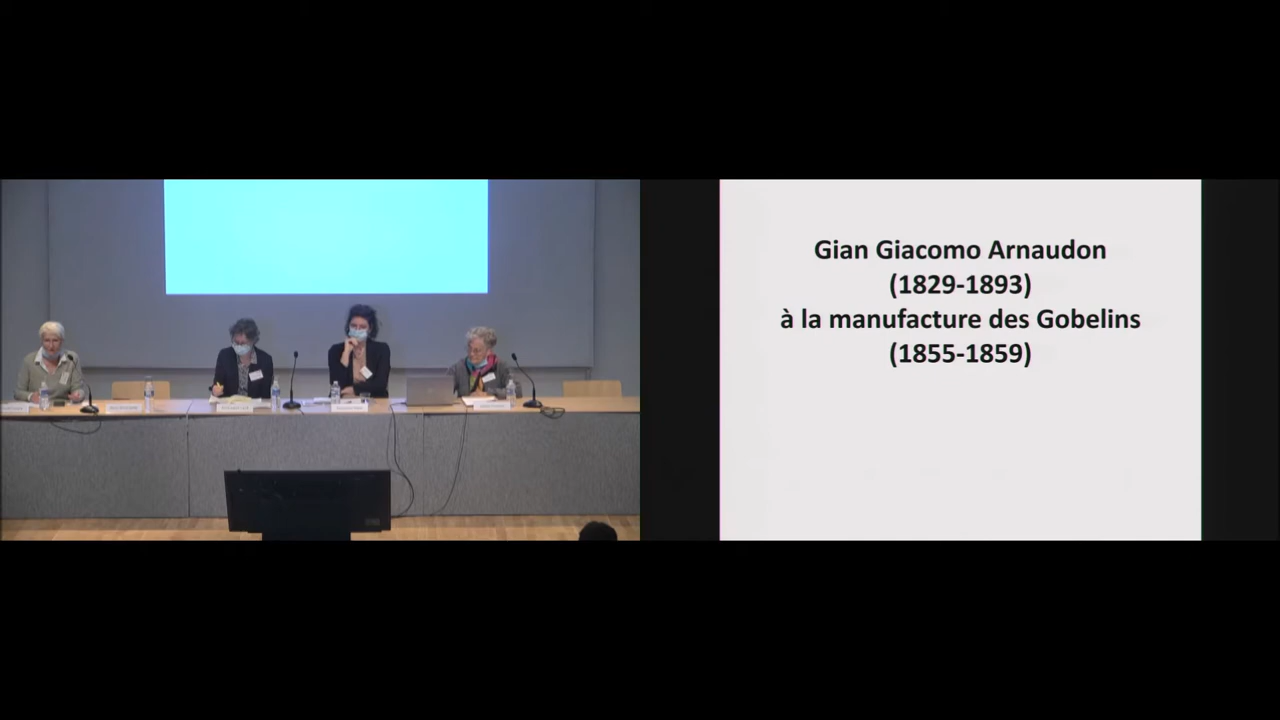 Gian Giacomo Arnaudon
(1829-1893)
à la manufacture des Gobelins
(1855-1859)